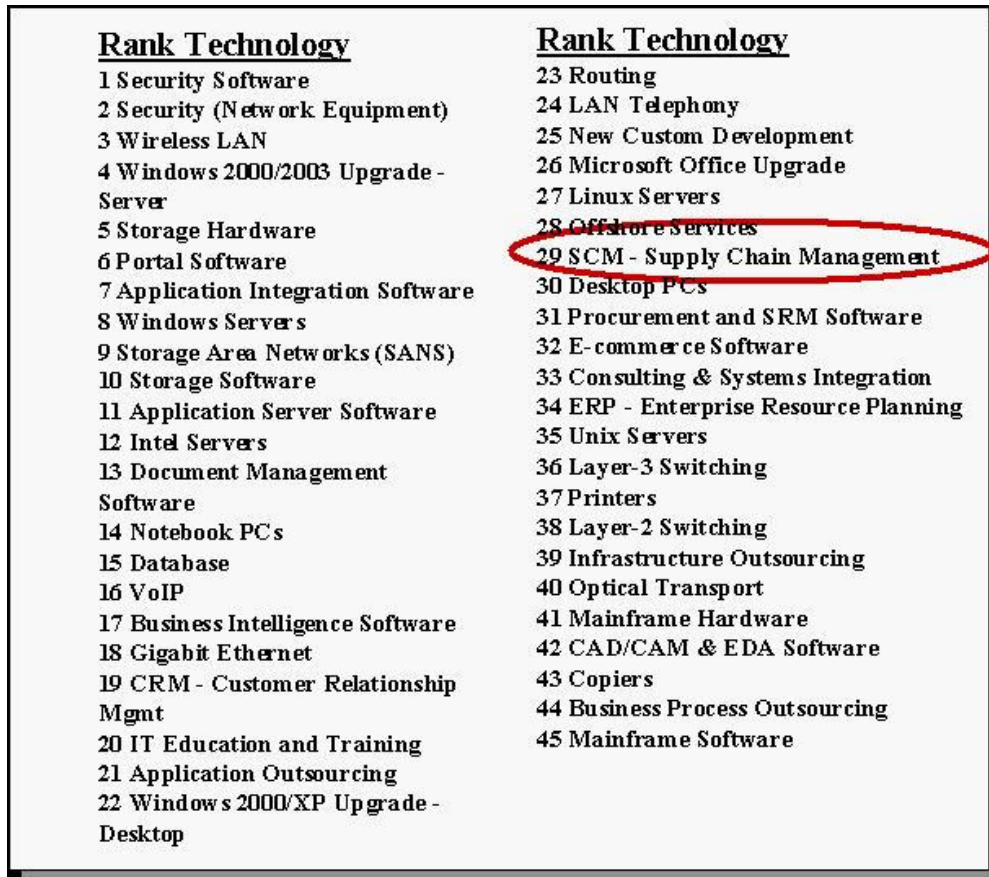 Rank Technology
1 Security Software
2 Security (Network Equipment)
3 Wireless LAN
4 Windows 2000/2003 Upgrade -
Server
5 Storage Hardware
6 Portal Software
7 Application Integration Software
8 Windows Servers
9 Storage Area Networks (SANS)
10 Storage Software
11 Application Server Software
12 Intel Servers
13 Document Management
Software
14 Notebook PCs
15 Database
16 VoIP
17 Business Intelligence Software
18 Gigabit Ethernet
19 CRM - Customer Relationship
Mgmt
20 IT Education and Training
21 Application Outsourcing
22 Windows 2000/XP Upgrade -
Desktop
Rank Technology
23 Routing
24 LAN Telephony
25 New Custom Development
26 Microsoft Office Upgrade
27 Linux Servers
28 Offshore Services
29 SCM - Supply Chain Management
30 Desktop PCs
31 Procurement and SRM Software
32 E-commerce Software
33 Consulting & Systems Integration
34 ERP - Enterprise Resource Planning
35 Unix Servers
36 Layer-3 Switching
37 Printers
38 Layer-2 Switching
39 Infrastructure Outsourcing
40 Optical Transport
41 Mainframe Hardware
42 CAD/CAM & EDA Software
43 Copiers
44 Business Process Outsourcing
45 Mainframe Software